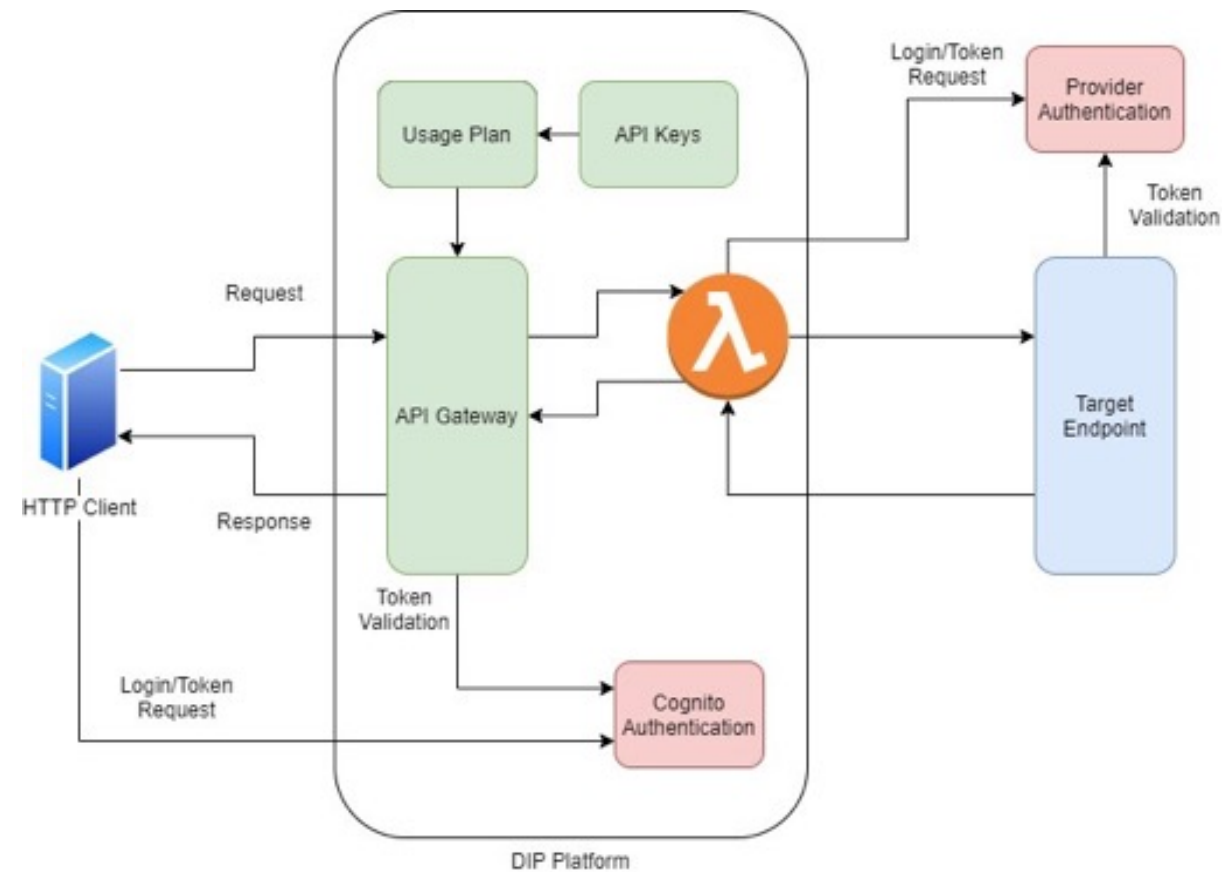 Login/Token
Request
Provider
Authentication
Usage Plan
API Keys
Token
Validation
Request
API Gateway
Target
Endpoint
HTTP Client
Response
Token
Validation
Login/Token
Request
Cognito
Authentication
DIP Platform